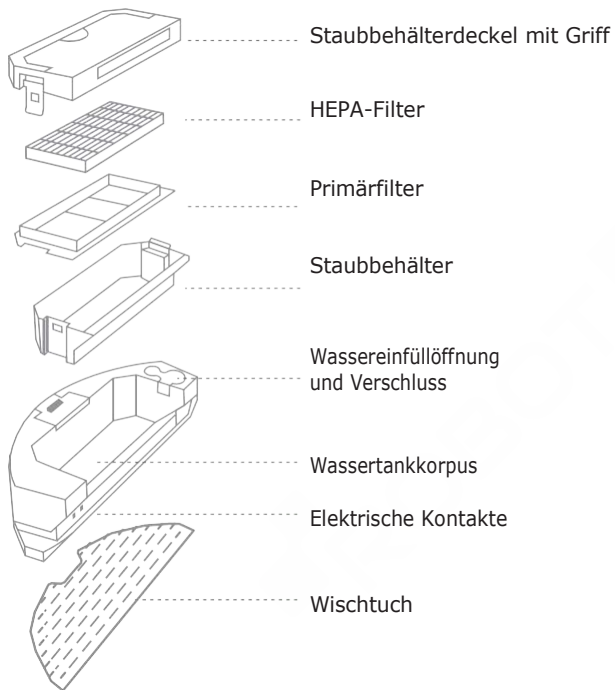 Staubbehälterdeckel mit Griff
HEPA-Filter
Primärfilter
Staubbehälter
Wassereinfüllöffnung
und Verschluss
Wassertankkorpus
Elektrische Kontakte
Wischtuch